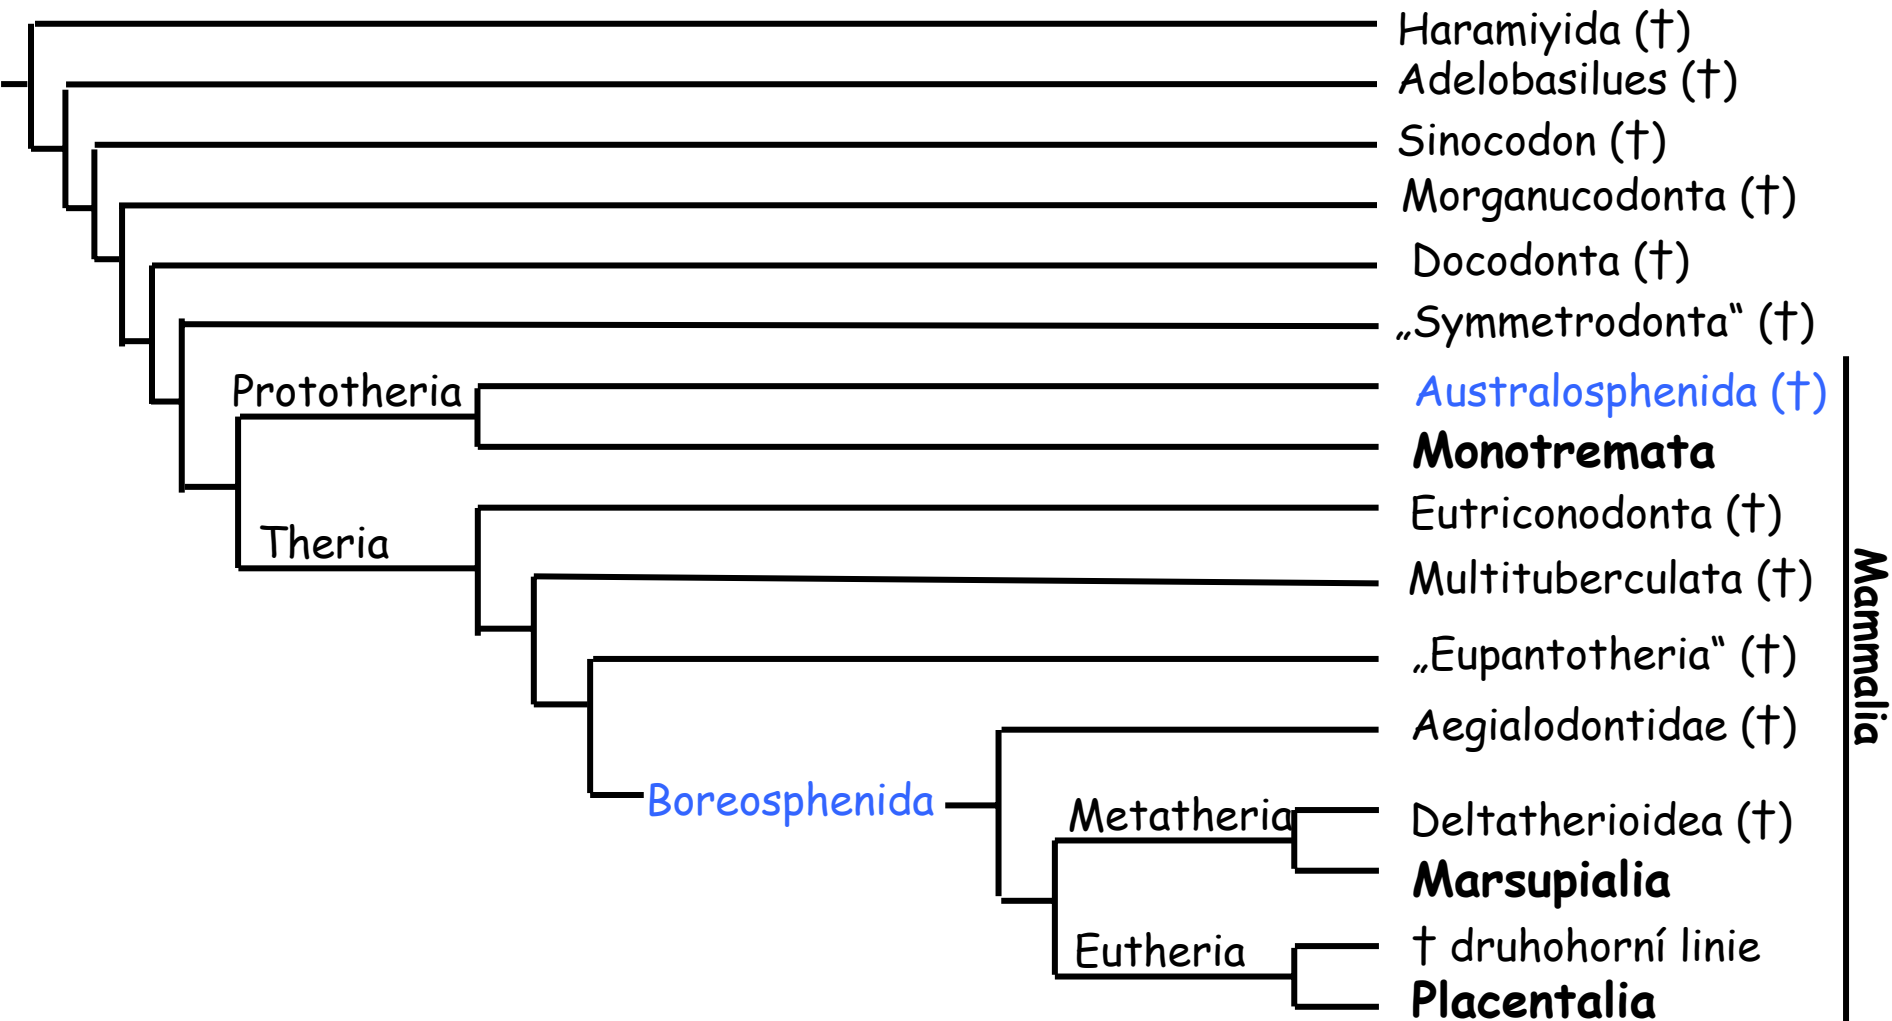 Haramiyida (†)
Adelobasilues (†)
Sinocodon (†)
Morganucodonta (†)
Docodonta (†)
„Symmetrodonta“ (†)
Prototheria
Australosphenida (†)
Monotremata
Theria
Eutriconodonta (†)
Multituberculata (†)
„Eupantotheria“ (†)
Aegialodontidae (†)
Boreosphenida
Metatheria
Deltatherioidea (†)
Marsupialia
Eutheria
† druhohorní linie
Placentalia
Mammalia